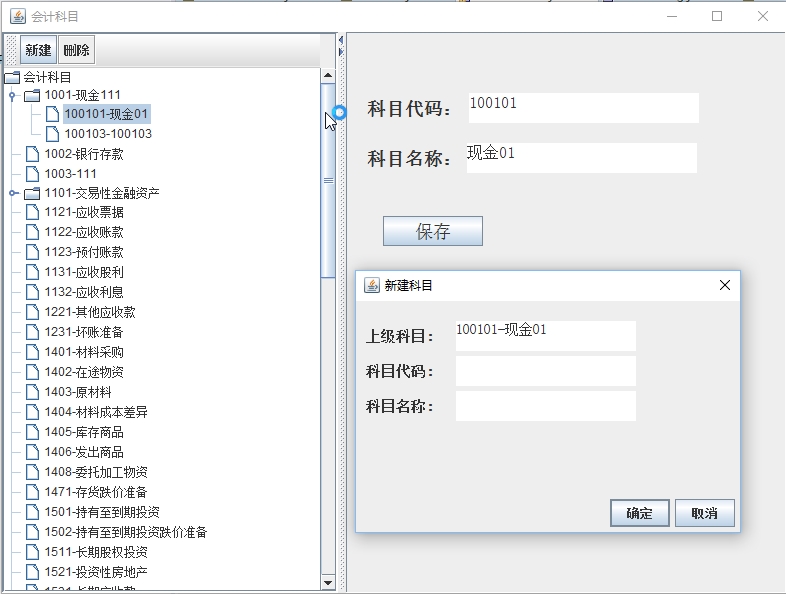 会计科目
新建 删除
会计科目
1001-现金111
100101-现金01
100103-100103
1002-银行存款
1003-111
1101-交易性金融资产
1121-应收票据
1122-应收账款
1123-预付账款
1131-应收股利
1132-应收利息
1221-其他应收款
1231-坏账准备
1401-材料采购
1402-在途物资
1403-原材料
1404-材料成本差异
1405-库存商品
1406-发出商品
1408-委托加工物资
1471-存货跌价准备
1501-持有至到期投资
1502-持有至到期投资跌价准备
1511-长期股权投资
1521-投资性房地产
1531-长期应收款
科目代码： 100101
科目名称： 现金01
保存
新建科目
上级科目： 100101-现金01
科目代码：
科目名称：
确定 取消